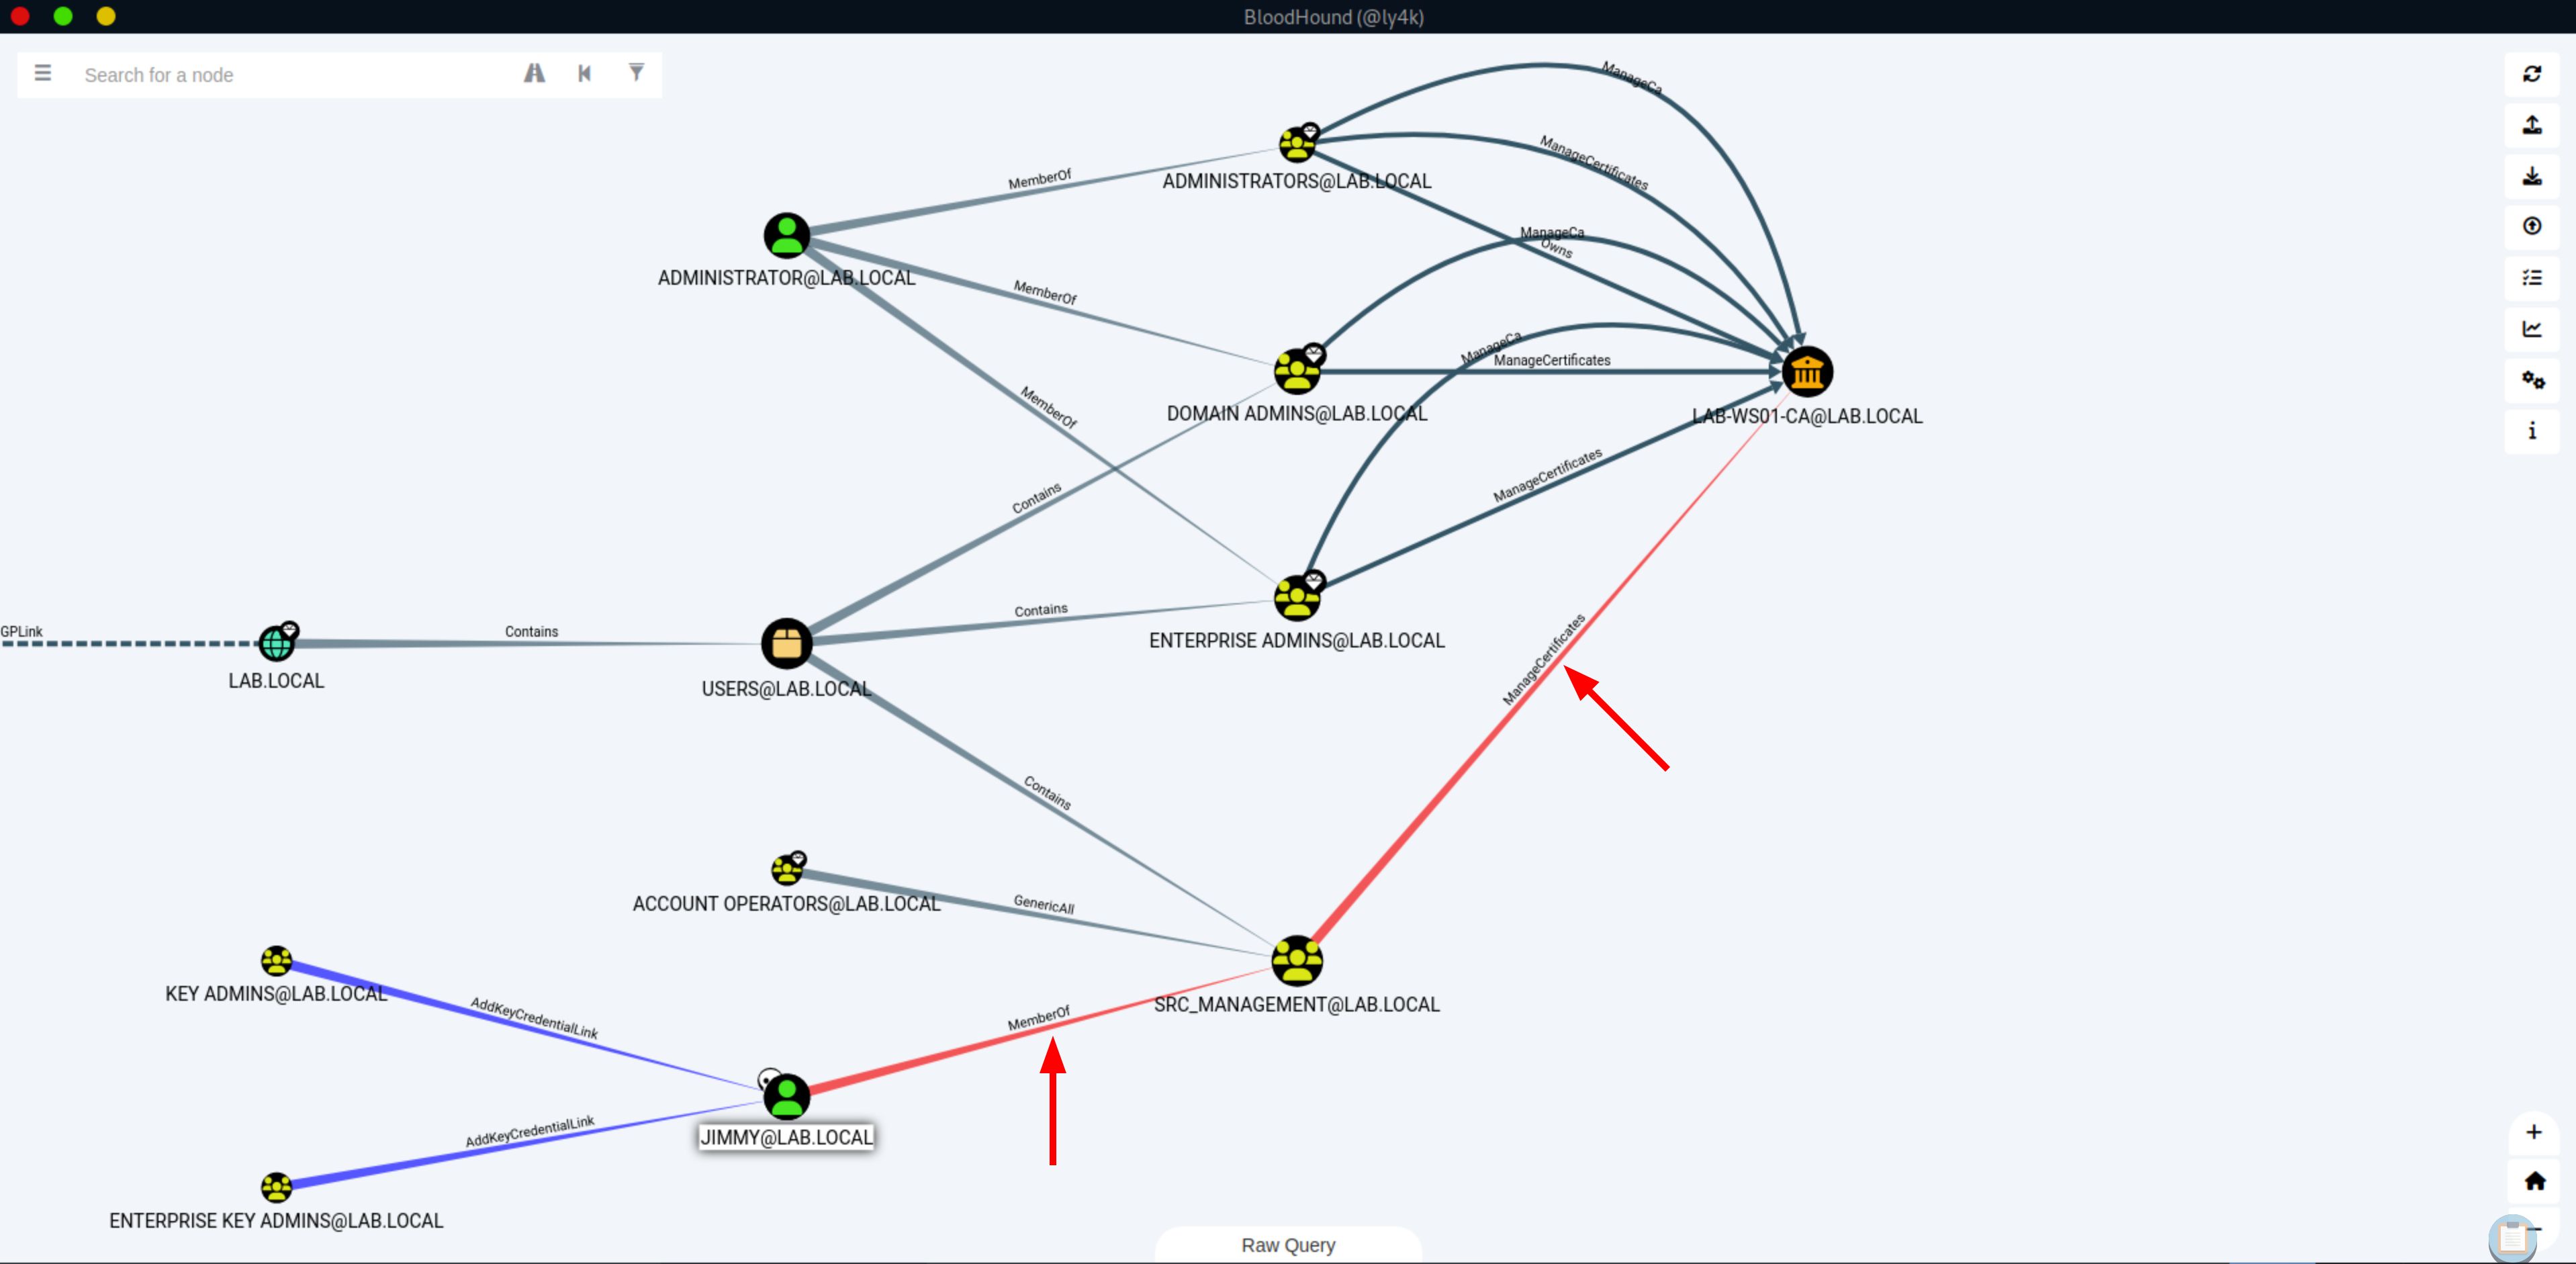 BloodHound (@ly4k)
Search for a node
ManageCa
ManageCertificates
MemberOf
ADMINISTRATORS@LAB.LOCAL
ManageCa
Owns
ADMINISTRATOR@LAB.LOCAL
MemberOf
ManageCa
ManageCertificates
MemberOf
DOMAIN ADMINS@LAB.LOCAL
LAB-WS01-CA@LAB.LOCAL
ManageCertificates
Contains
Contains
GPLink
Contains
ENTERPRISE ADMINS@LAB.LOCAL
ManageCertificates
LAB.LOCAL
USERS@LAB.LOCAL
Contains
ACCOUNT OPERATORS@LAB.LOCAL
GenericAll
KEY ADMINS@LAB.LOCAL
SRC_MANAGEMENT@LAB.LOCAL
AddKeyCredentialLink
MemberOf
AddKeyCredentialLink
JIMMY@LAB.LOCAL
ENTERPRISE KEY ADMINS@LAB.LOCAL
Raw Query